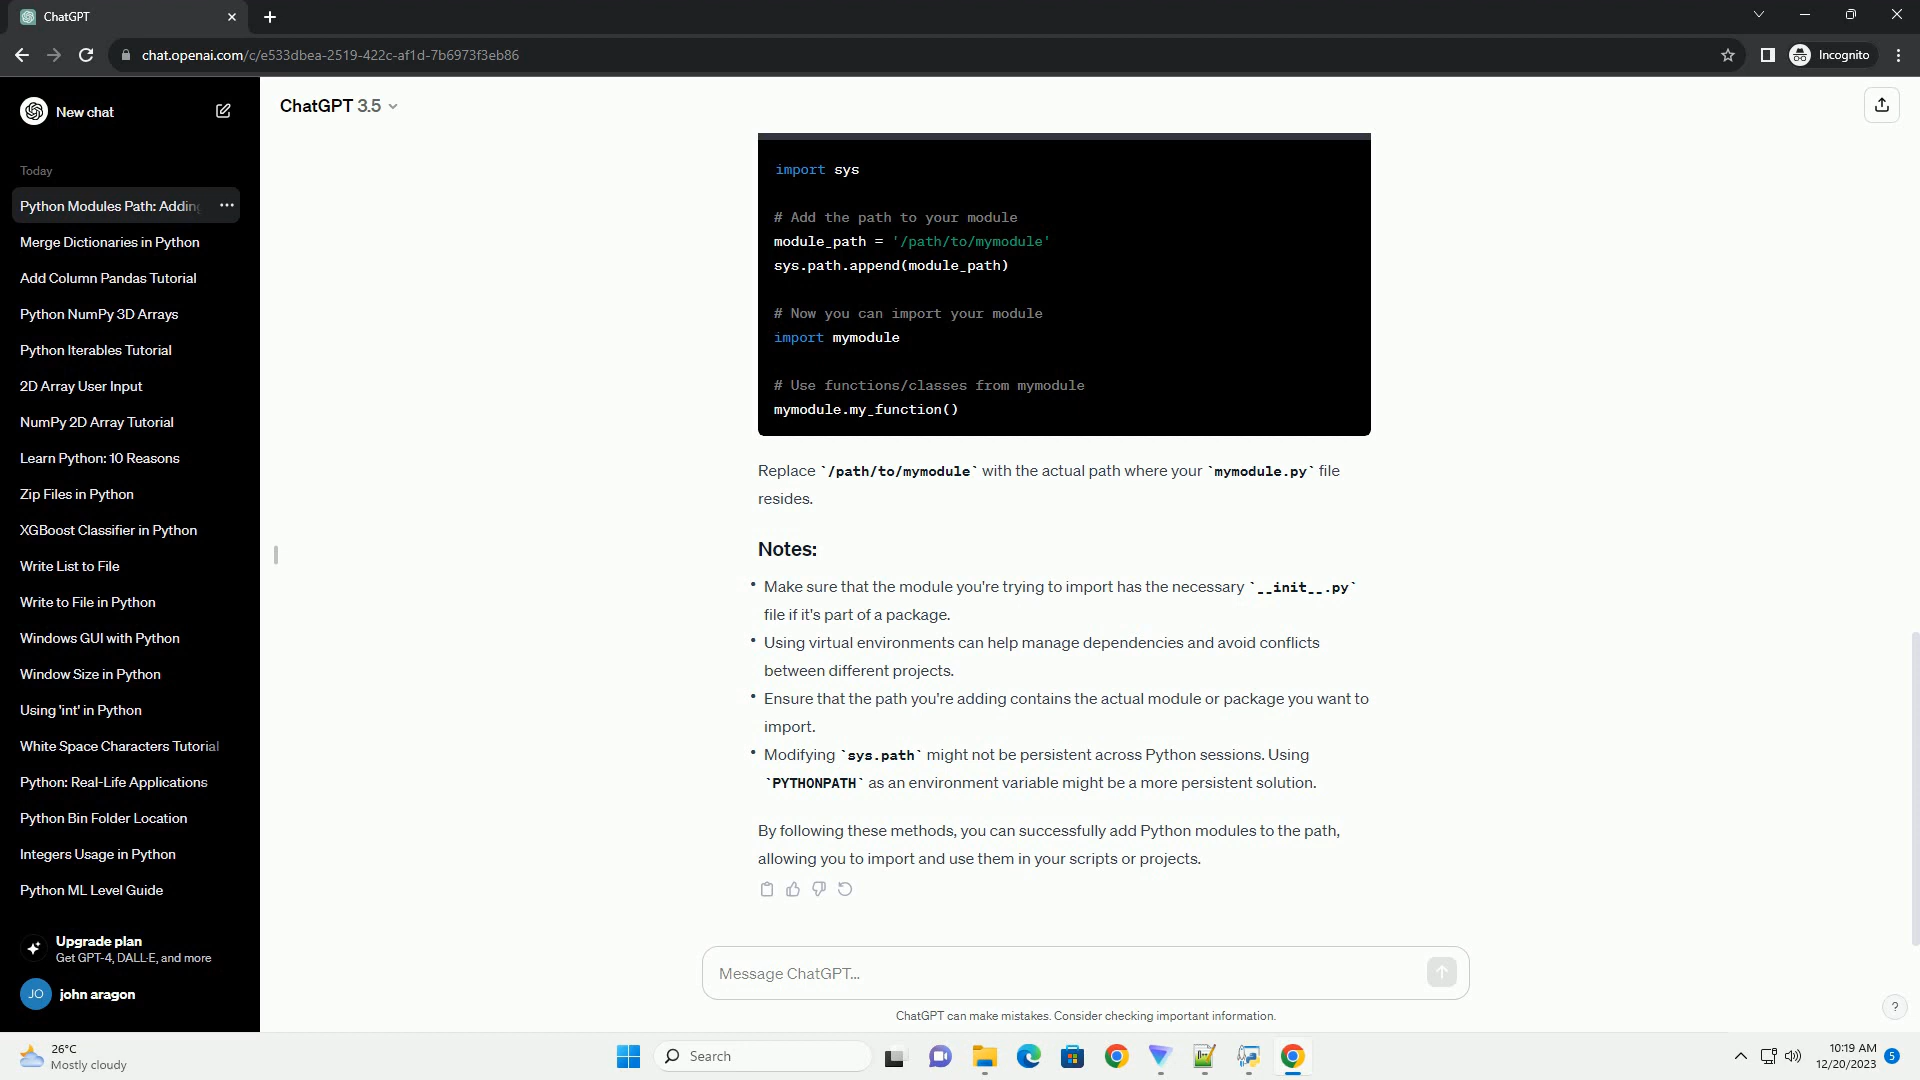 ChatGPT
chat.openai.com/c/e533dbea-2519-422c-af1d-7b6973f3eb86
Incognito
New chat
Today
Python Modules Path: Adding
Merge Dictionaries in Python
Add Column Pandas Tutorial
Python NumPy 3D Arrays
Python Iterables Tutorial
2D Array User Input
NumPy 2D Array Tutorial
Learn Python: 10 Reasons
Zip Files in Python
XGBoost Classifier in Python
Write List to File
Write to File in Python
Windows GUI with Python
Window Size in Python
Using 'int' in Python
White Space Characters Tutorial
Python: Real-Life Applications
Python Bin Folder Location
Integers Usage in Python
Python ML Level Guide
Upgrade plan
Get GPT-4, DALL·E, and more
JO john aragon
ChatGPT 3.5
import sys
# Add the path to your module
module_path = '/path/to/mymodule'
sys.path.append(module_path)
# Now you can import your module
import mymodule
# Use functions/classes from mymodule
mymodule.my_function()
Replace `/path/to/mymodule` with the actual path where your `mymodule.py` file
resides.
Notes:
• Make sure that the module you're trying to import has the necessary `__init__.py`
file if it's part of a package.
• Using virtual environments can help manage dependencies and avoid conflicts
between different projects.
• Ensure that the path you're adding contains the actual module or package you want to
import.
• Modifying `sys.path` might not be persistent across Python sessions. Using
`PYTHONPATH` as an environment variable might be a more persistent solution.
By following these methods, you can successfully add Python modules to the path,
allowing you to import and use them in your scripts or projects.
Message ChatGPT...
ChatGPT can make mistakes. Consider checking important information.
?
26°C
Mostly cloudy
Search
10:19 AM
12/20/2023
5